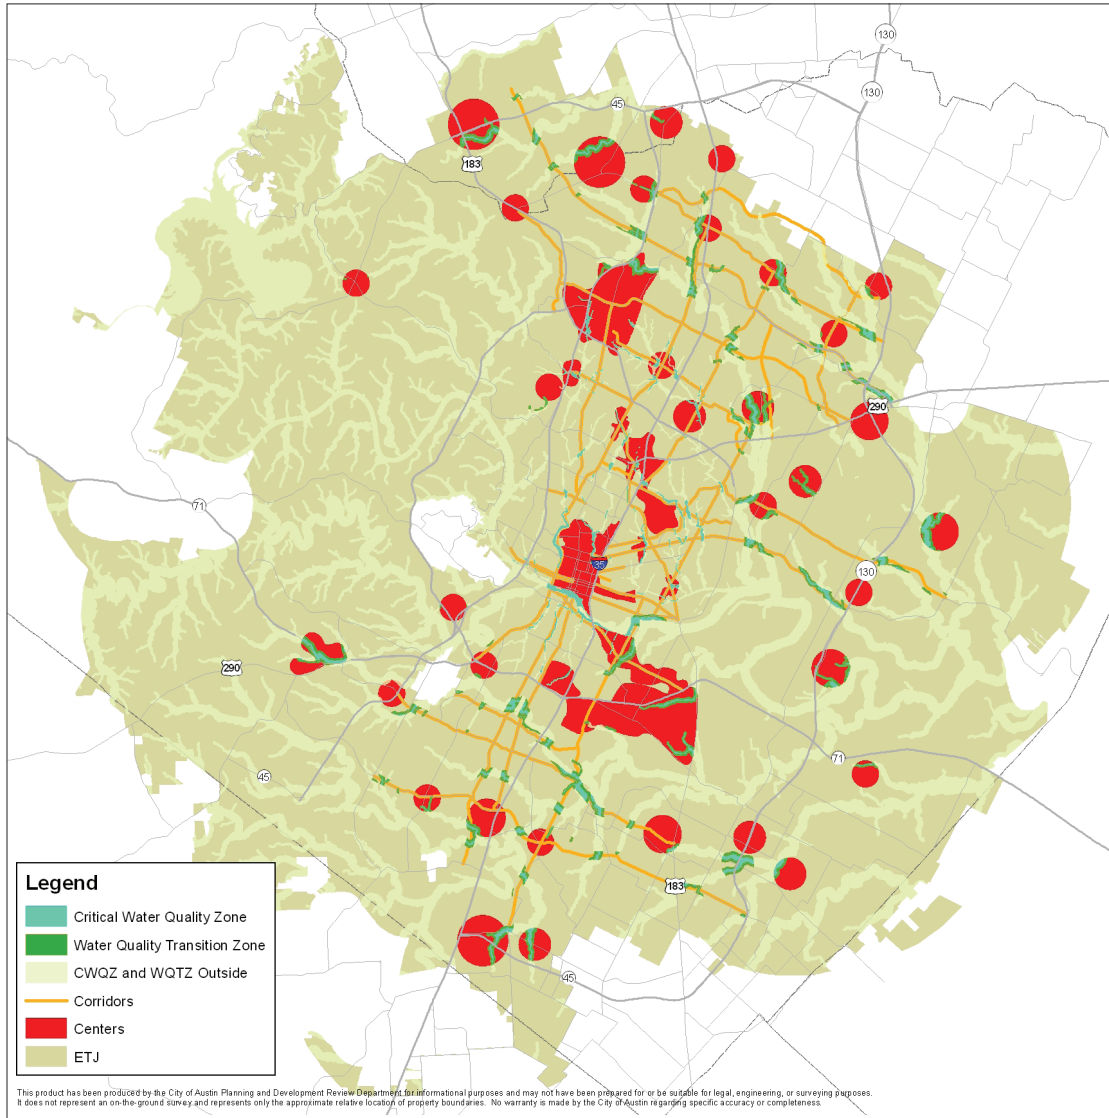 130
130
45
183
290
71
35
130
290
71
45
183
45
Legend
Critical Water Quality Zone
Water Quality Transition Zone
CWQZ and WQTZ Outside
Corridors
Centers
ETJ
This product has been produced by the City of Austin Planning and Development Review Department for informational purposes and may not have been prepared for or be suitable for legal, engineering, or surveying purposes.
It does not represent an on-the-ground survey and represents only the approximate relative location of property boundaries. No warranty is made by the City of Austin regarding specific accuracy or completeness.